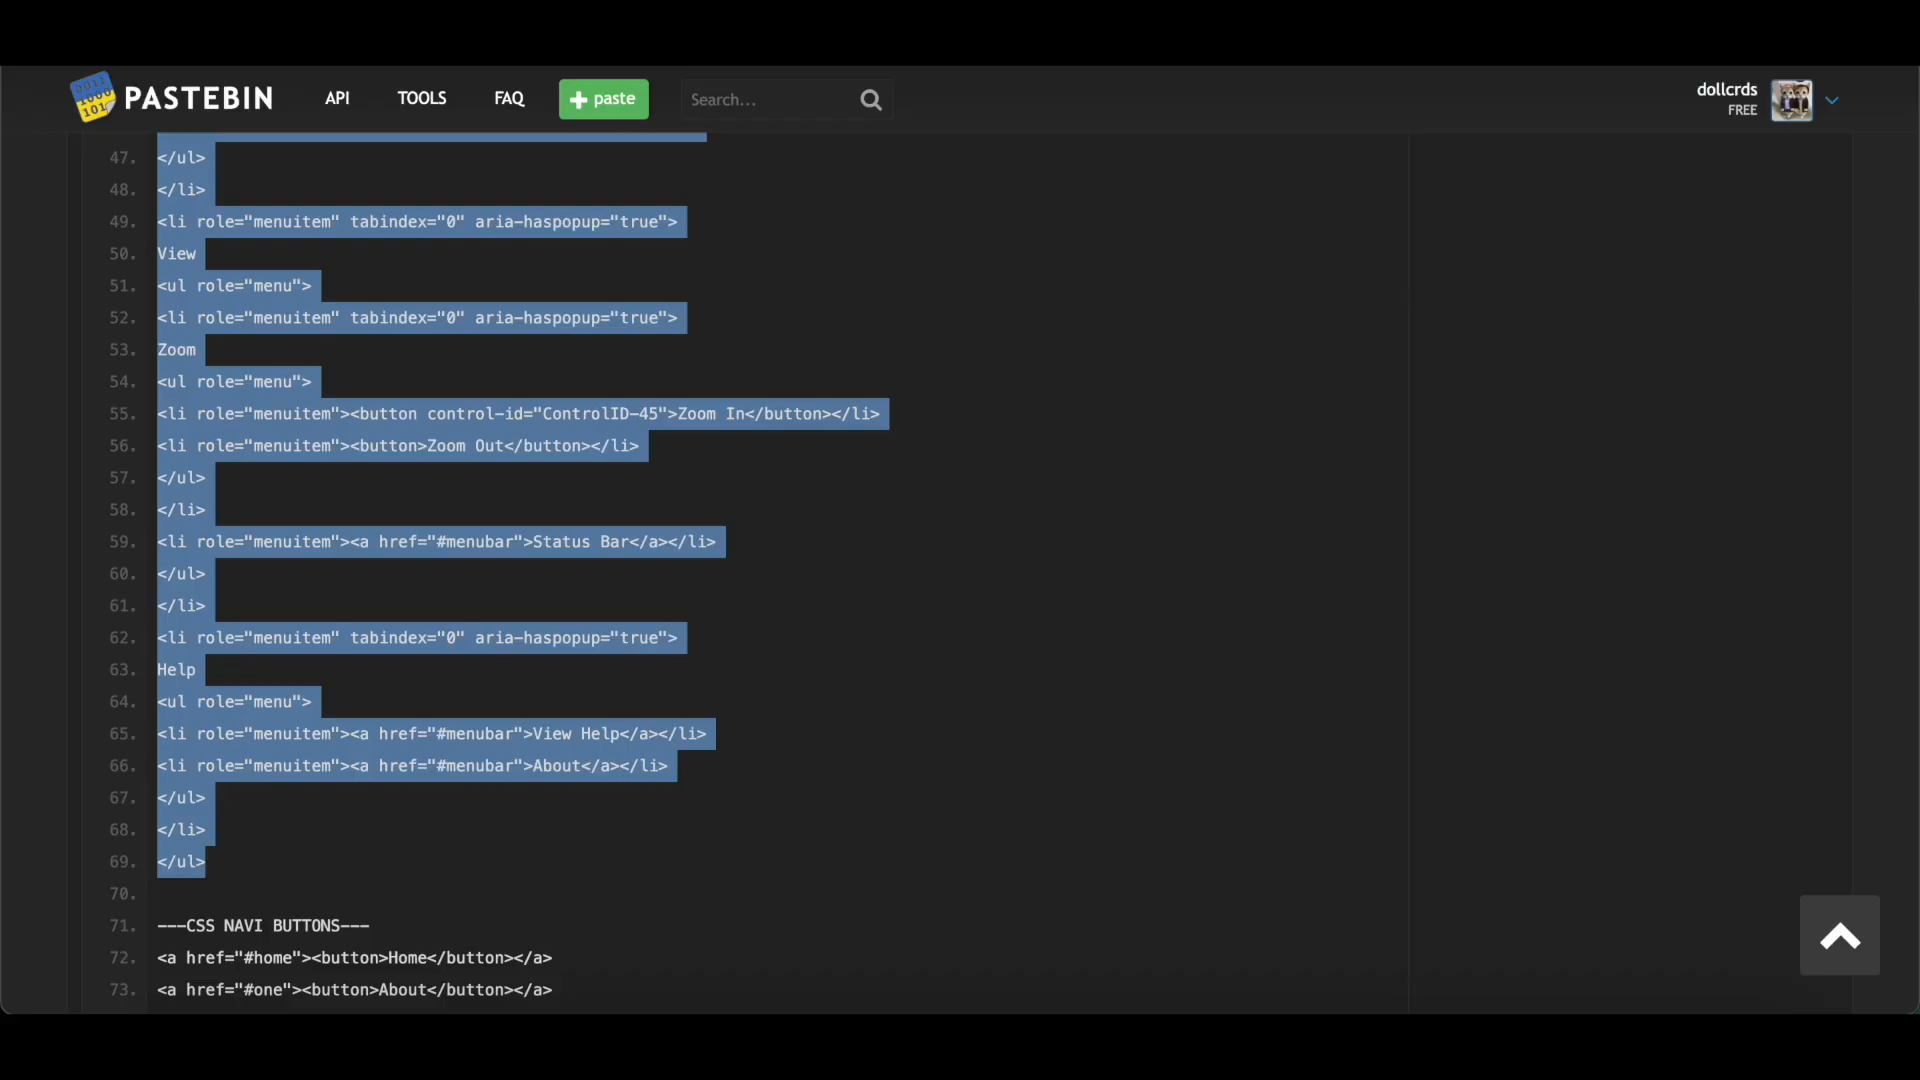 0011
1000
101
PASTEBIN
API
TOOLS
FAQ
paste
Search...
dollcrds
FREE
47. </ul>
48. </li>
49. <li role="menuitem" tabindex="0" aria-haspopup="true">
50. View
51. <ul role="menu">
52. <li role="menuitem" tabindex="0" aria-haspopup="true">
53. Zoom
54. <ul role="menu">
55. <li role="menuitem"><button control-id="ControlID-45">Zoom In</button></li>
56. <li role="menuitem"><button>Zoom Out</button></li>
57. </ul>
58. </li>
59. <li role="menuitem"><a href="#menubar">Status Bar</a></li>
60. </ul>
61. </li>
62. <li role="menuitem" tabindex="0" aria-haspopup="true">
63. Help
64. <ul role="menu">
65. <li role="menuitem"><a href="#menubar">View Help</a></li>
66. <li role="menuitem"><a href="#menubar">About</a></li>
67. </ul>
68. </li>
69. </ul>
70.
71. ---CSS NAVI BUTTONS---
72. <a href="#home"><button>Home</button></a>
73. <a href="#one"><button>About</button></a>